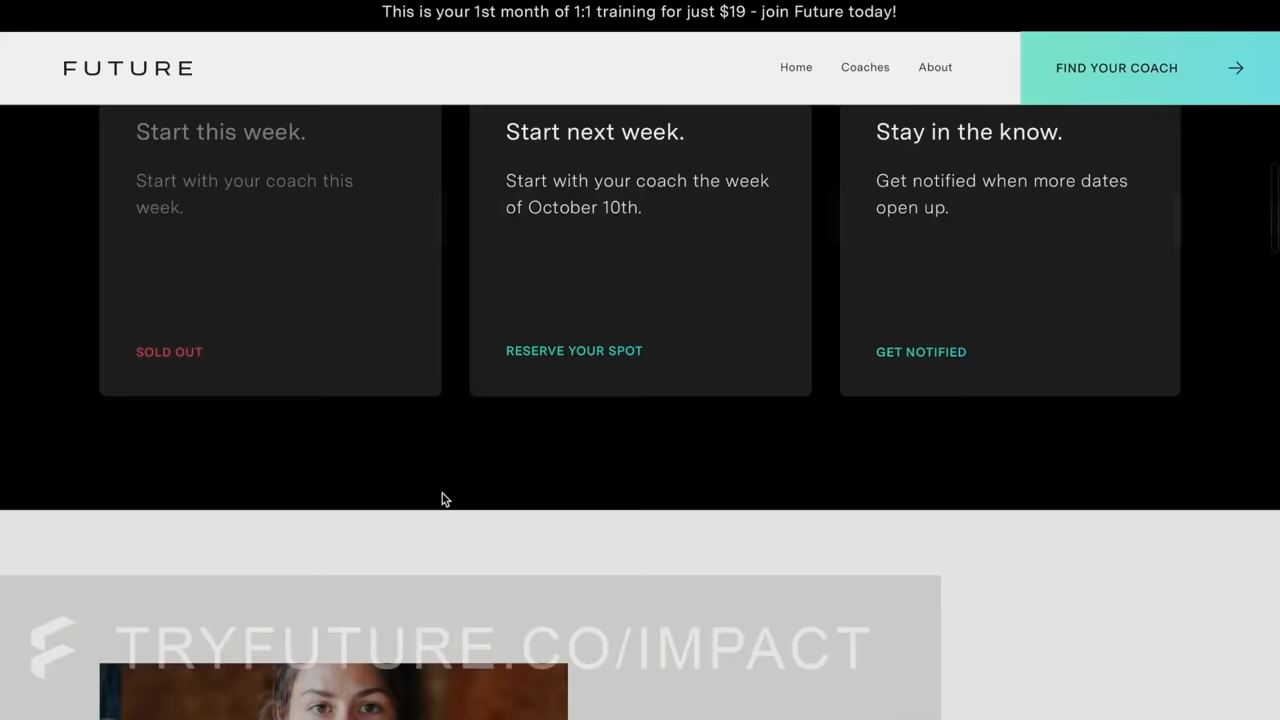 This is your 1st month of 1:1 training for just $19 - join Future today!
FUTURE
Home
Coaches
About
FIND YOUR COACH
Start this week.
Start with your coach this
week.
SOLD OUT
Start next week.
Start with your coach the week
of October 10th.
RESERVE YOUR SPOT
Stay in the know.
Get notified when more dates
open up.
GET NOTIFIED
TRYFUTURE.CO/IMPACT